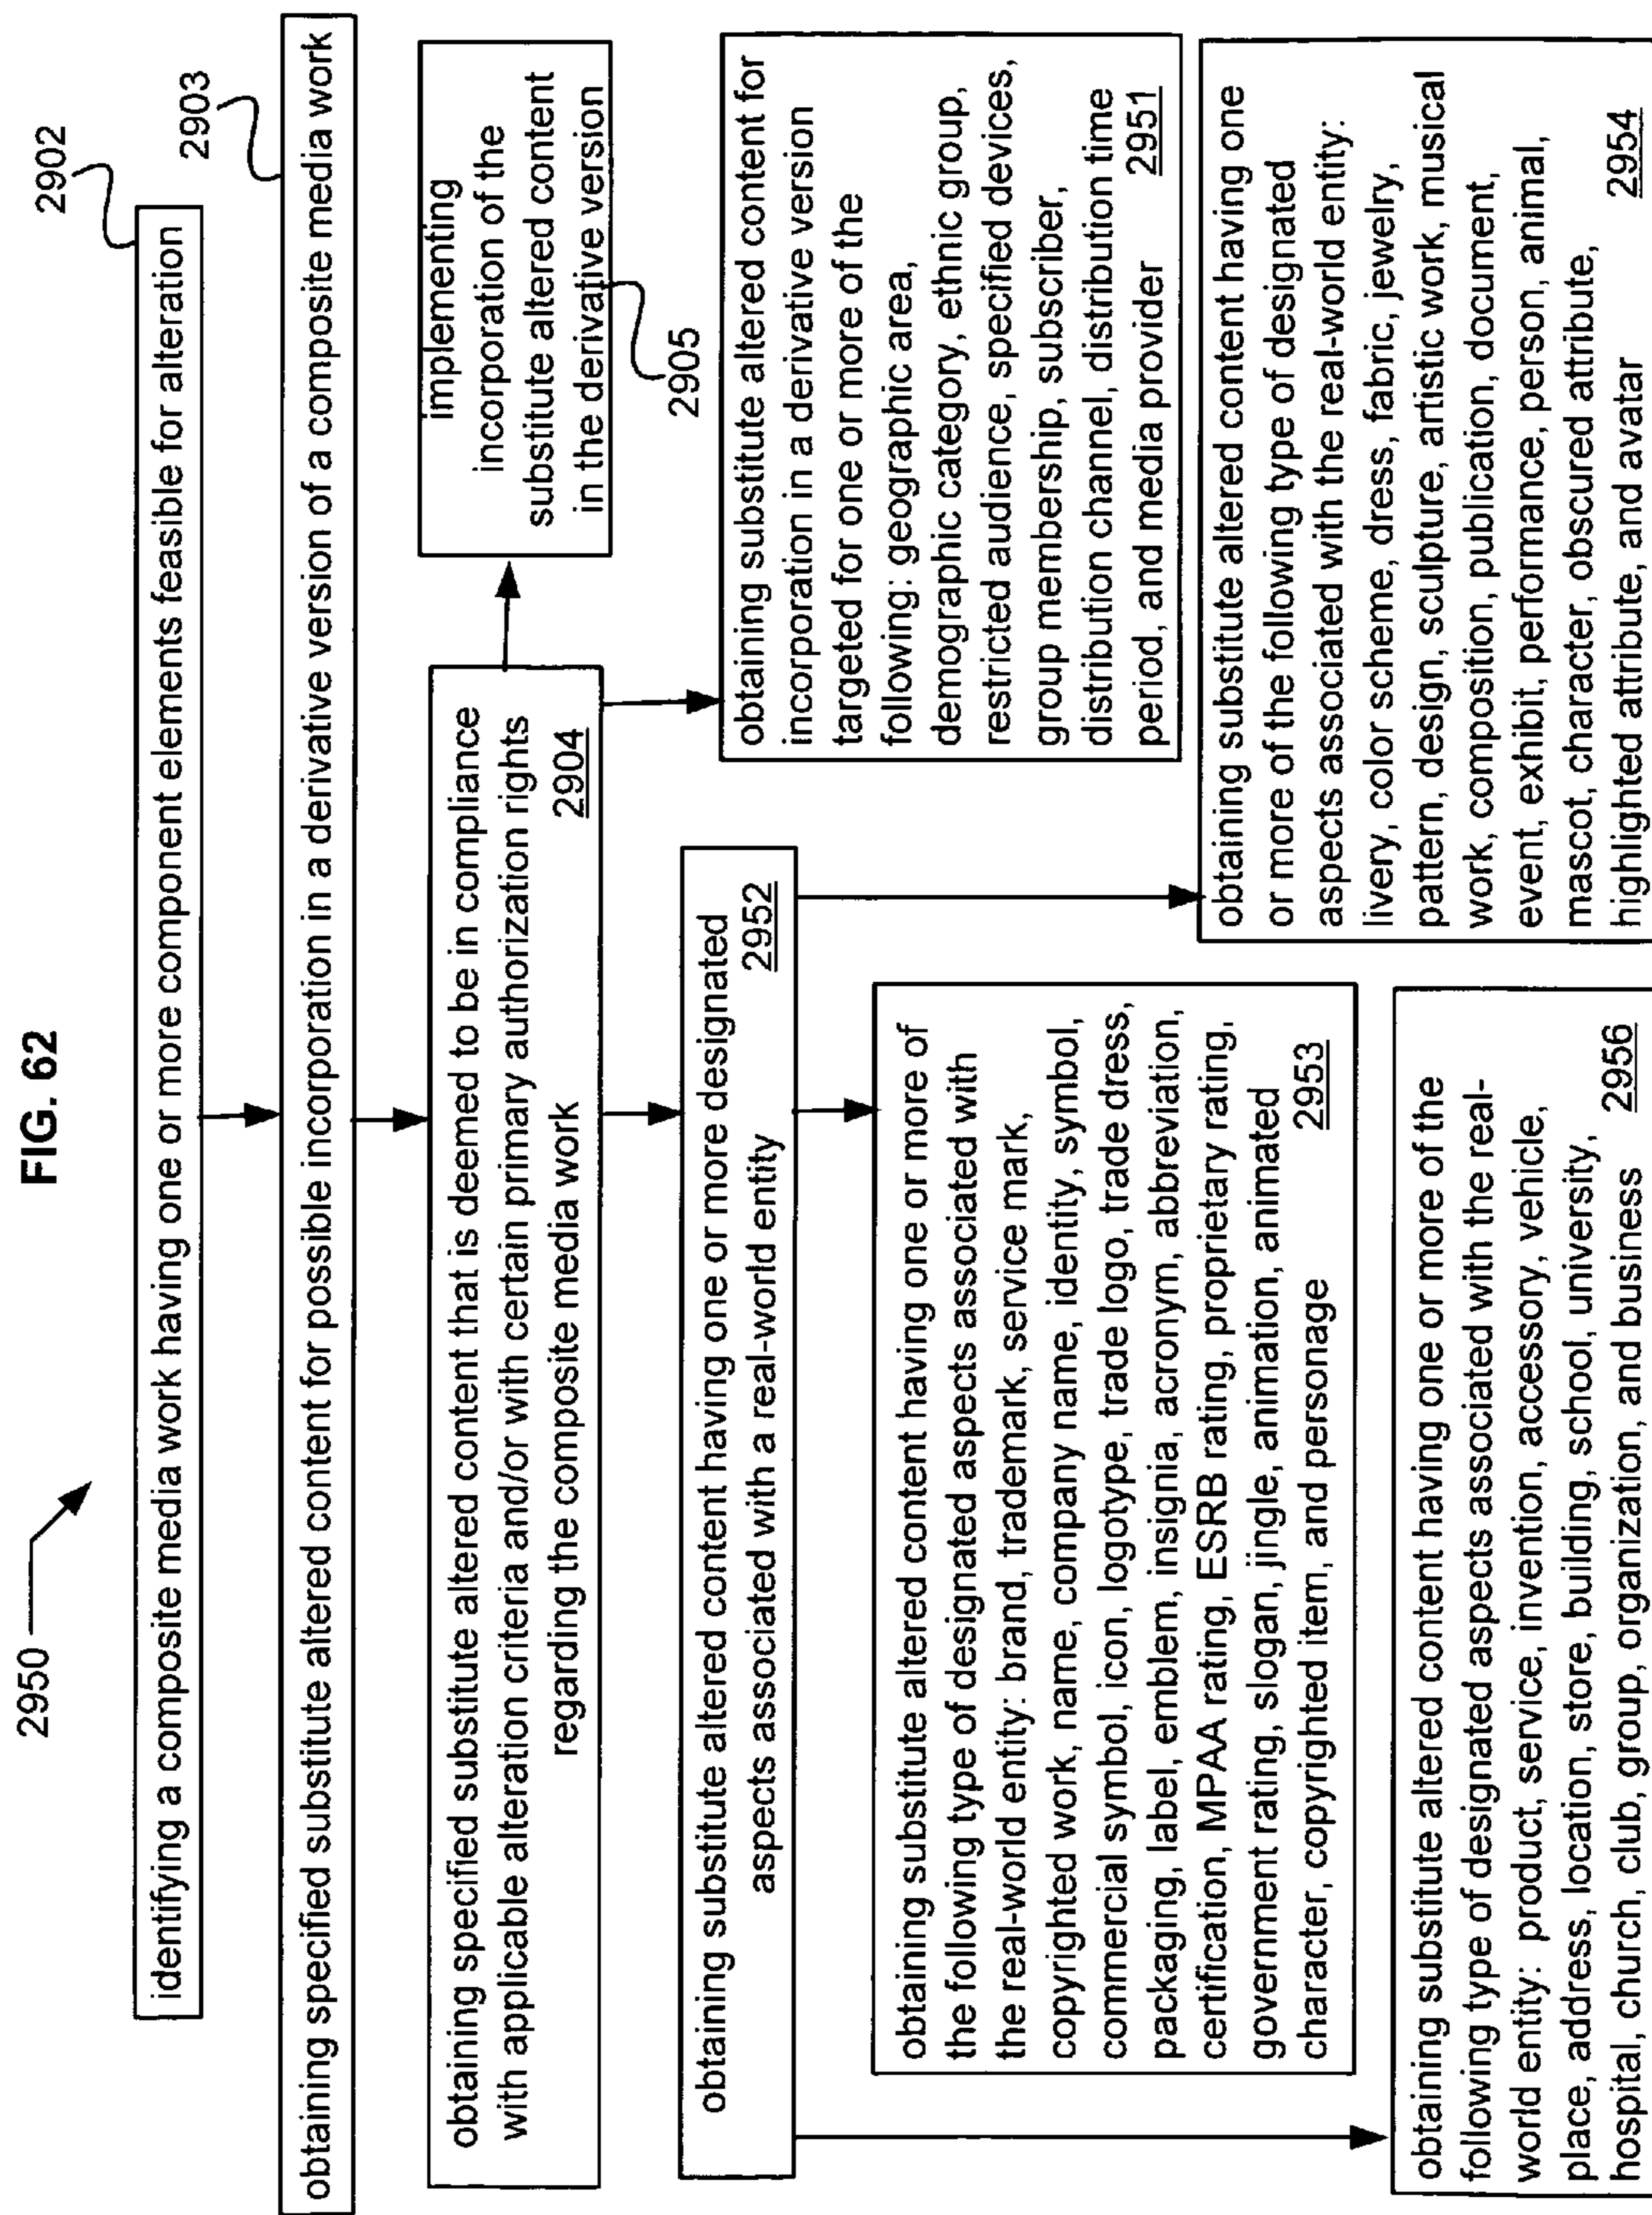 FIG. 62
2950
2902
identifying a composite media work having one or more component elements feasible for alteration
2903
obtaining specified substitute altered content for possible incorporation in a derivative version of a composite media work
obtaining specified substitute altered content that is deemed to be in compliance
with applicable alteration criteria and/or with certain primary authorization rights
regarding the composite media work
2904
implementing
incorporation of the
substitute altered content
in the derivative version
2905
obtaining substitute altered content for
incorporation in a derivative version
targeted for one or more of the
following: geographic area,
demographic category, ethnic group,
restricted audience, specified devices,
group membership, subscriber,
distribution channel, distribution time
period, and media provider 2951
obtaining substitute altered content having one or more designated
aspects associated with a real-world entity 2952
obtaining substitute altered content having one or more of
the following type of designated aspects associated with
the real-world entity: brand, trademark, service mark,
copyrighted work, name, company name, identity, symbol,
commercial symbol, icon, logotype, trade logo, trade dress,
packaging, label, emblem, insignia, acronym, abbreviation,
certification, MPAA rating, ESRB rating, proprietary rating,
government rating, slogan, jingle, animation, animated
character, copyrighted item, and personage 2953
obtaining substitute altered content having one
or more of the following type of designated
aspects associated with the real-world entity:
livery, color scheme, dress, fabric, jewelry,
pattern, design, sculpture, artistic work, musical
work, composition, publication, document,
event, exhibit, performance, person, animal,
mascot, character, obscured attribute,
highlighted attribute, and avatar 2954
obtaining substitute altered content having one or more of the
following type of designated aspects associated with the real-
world entity: product, service, invention, accessory, vehicle,
place, address, location, store, building, school, university,
hospital, church, club, group, organization, and business 2956